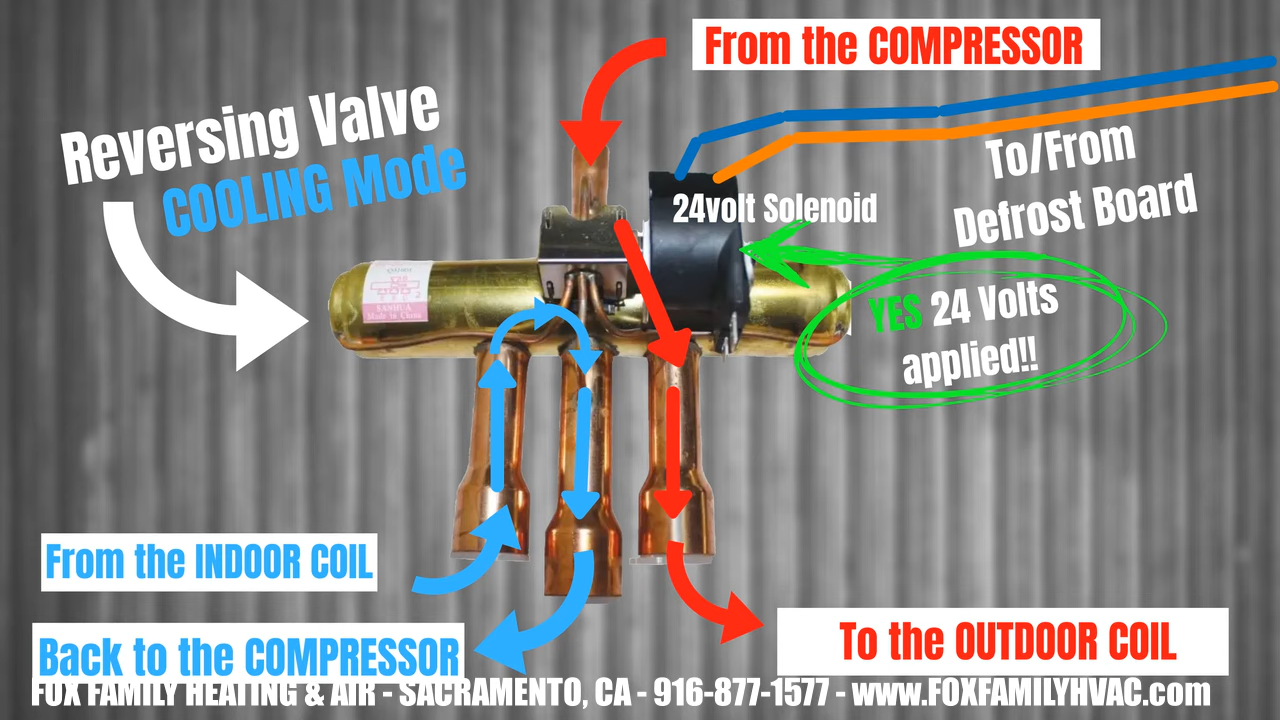 From the COMPRESSOR
Reversing Valve
COOLING Mode
To/From
Defrost Board
24volt Solenoid
YES 24 Volts
applied!!
SANHUA
Made in China
From the INDOOR COIL
Back to the COMPRESSOR
To the OUTDOOR COIL
FOX FAMILY HEATING & AIR - SACRAMENTO, CA - 916-877-1577 - www.FOXFAMILYHVAC.com